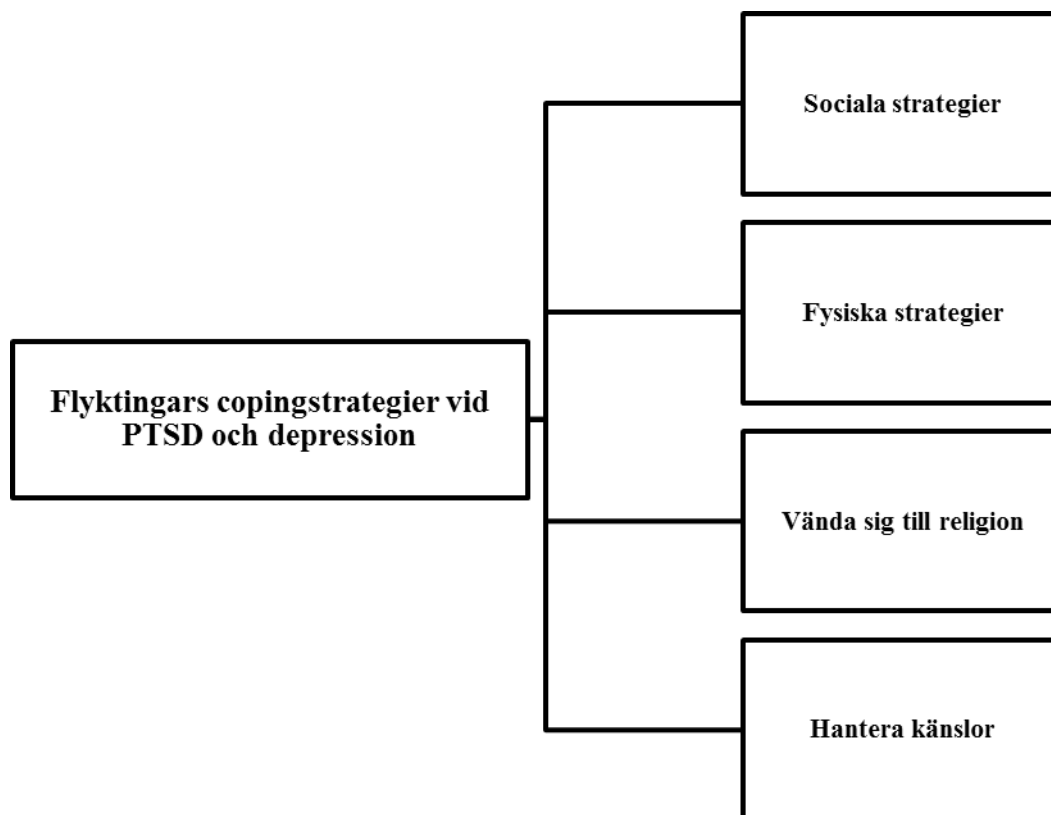 Sociala strategier
Fysiska strategier
Flyktingars copingstrategier vid
PTSD och depression
Vända sig till religion
Hantera känslor